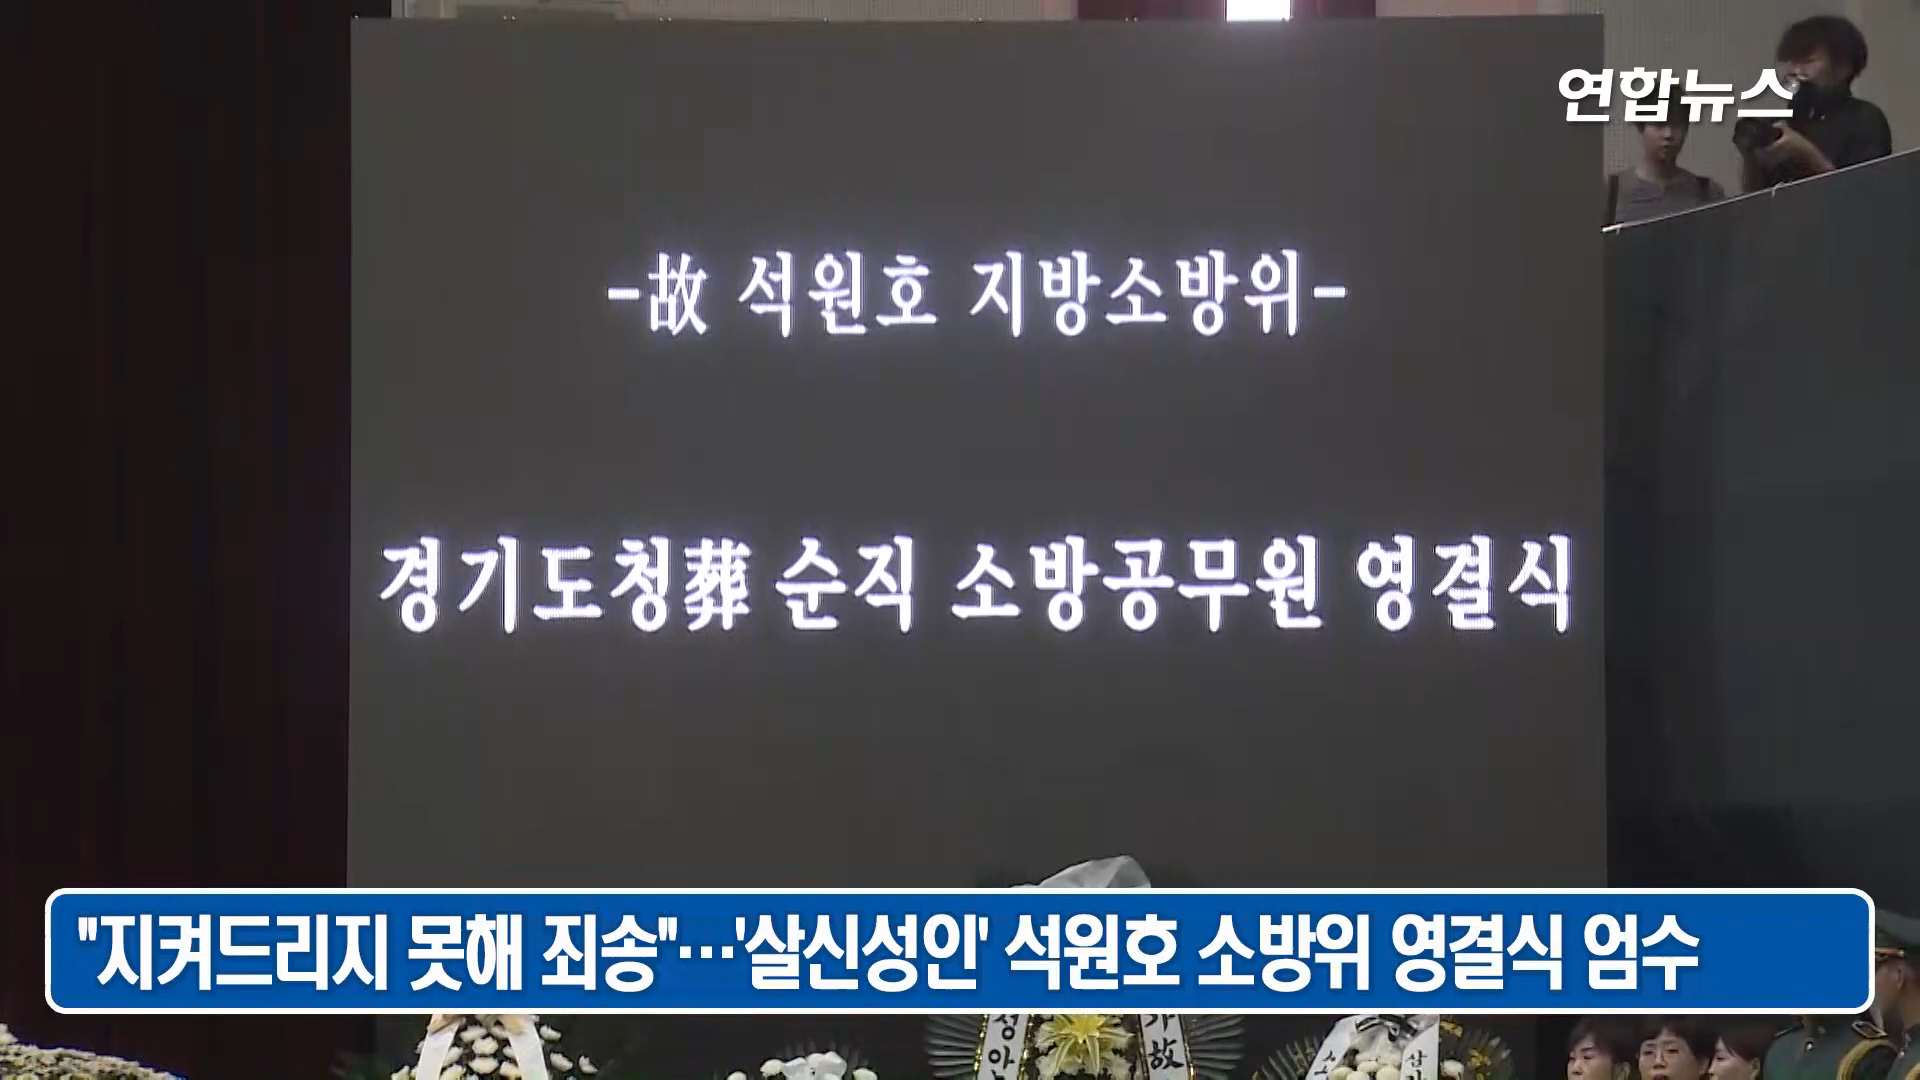 연합뉴스
-故 석원호 지방소방위-
경기도청葬 순직 소방공무원 영결식
"지켜드리지 못해 죄송"…'살신성인' 석원호 소방위 영결식 엄수